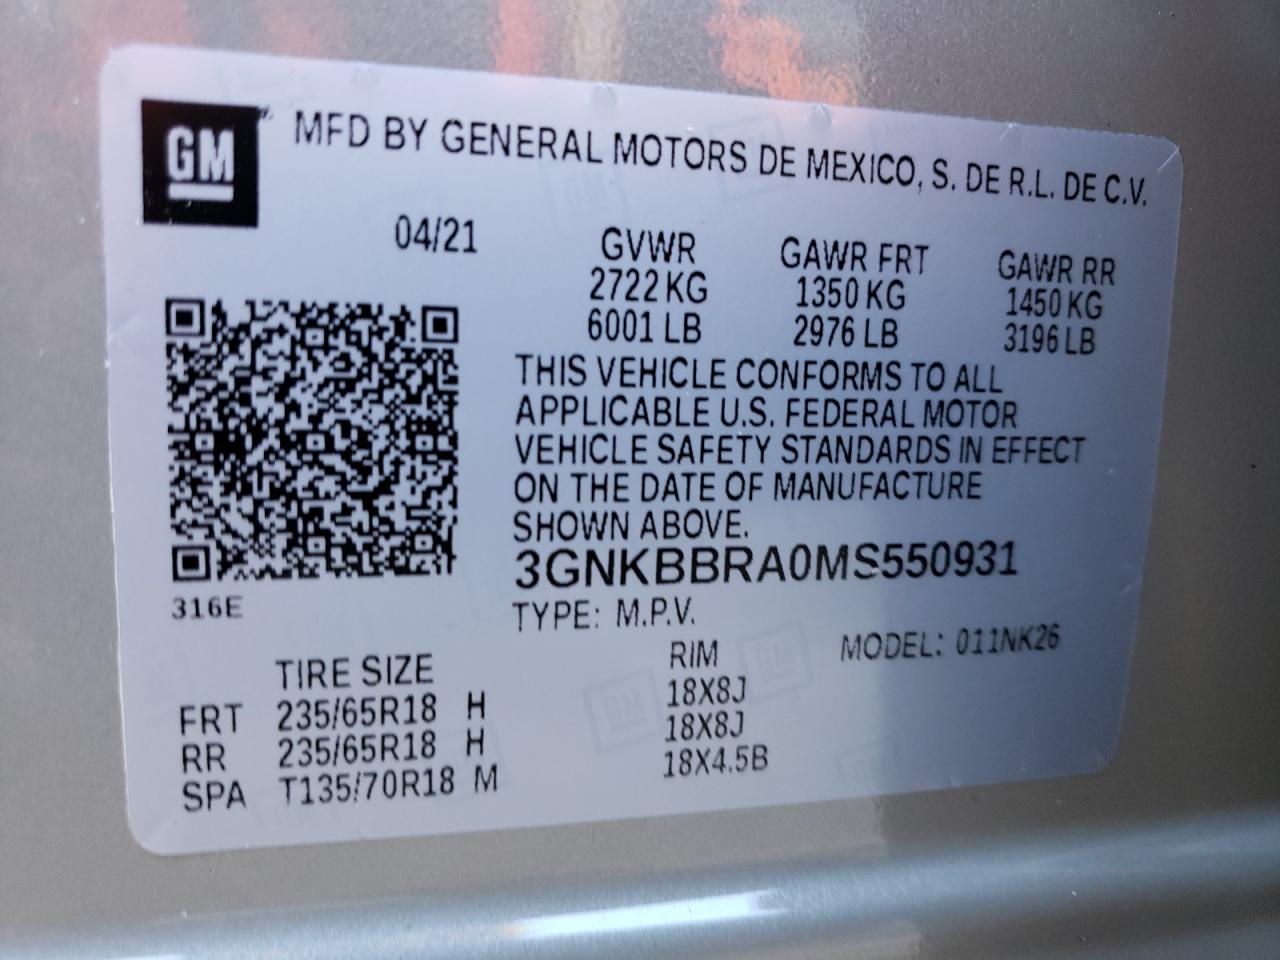 GM
MFD BY GENERAL MOTORS DE MEXICO, S. DE R.L. DE C.V.
04/21
GVWR GAWR FRT GAWR RR
2722 KG 1350 KG 1450 KG
6001 LB 2976 LB 3196 LB
THIS VEHICLE CONFORMS TO ALL
APPLICABLE U.S. FEDERAL MOTOR
VEHICLE SAFETY STANDARDS IN EFFECT
ON THE DATE OF MANUFACTURE
SHOWN ABOVE.
3GNKBBRA0MS550931
316E
TYPE: M.P.V.
MODEL: 011NK26
TIRE SIZE RIM
FRT 235/65R18 H 18X8J
RR 235/65R18 H 18X8J
SPA T135/70R18 M 18X4.5B